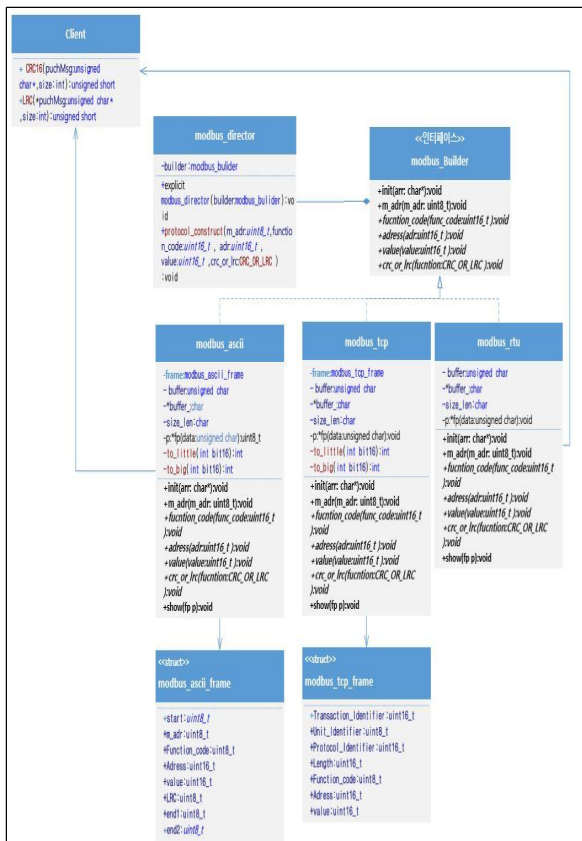 Client
+ CRC16(puchMsg:unsigned
char*,size:int):unsigned short
+LRC(*puchMsg:unsigned char*
,size:int):unsigned short
modbus_director
-builder:modbus_bulider
+explicit
modbus_director(builder:modbus_bulider):vo
id
+protocol_construct(m_adr:uint8_t,functio
n_code:uint16_t , adr:uint16_t ,
value:uint16_t ,crc_or_lrc:CRC_OR_LRC )
:void
<<인터페이스>>
modbus_Builder
+init(arr: char*):void
+m_adr(m_adr: uint8_t):void
+fucntion_code(func_code:uint16_t ):void
+adress(adr:uint16_t ):void
+value(value:uint16_t ):void
+crc_or_lrc(fucntion:CRC_OR_LRC ):void
modbus_ascii
-frame:modbus_ascii_frame
- buffer:unsigned char
-*buffer_:char
-size_len:char
-p:*fp(data:unsigned char):uint8_t
-to_little(int bit16):int
-to_big(int bit16):int
+init(arr: char*):void
+m_adr(m_adr: uint8_t):void
+fucntion_code(func_code:uint16_t
):void
+adress(adr:uint16_t ):void
+value(value:uint16_t ):void
+crc_or_lrc(fucntion:CRC_OR_LRC
):void
+show(fp p):void
modbus_tcp
-frame:modbus_tcp_frame
- buffer:unsigned char
-*buffer_:char
-size_len:char
-p:*fp(data:unsigned char):void
-to_little(int bit16):int
-to_big(int bit16):int
+init(arr: char*):void
+m_adr(m_adr: uint8_t):void
+fucntion_code(func_code:uint16_t
):void
+adress(adr:uint16_t ):void
+value(value:uint16_t ):void
+crc_or_lrc(fucntion:CRC_OR_LRC
):void
+show(fp p):void
modbus_rtu
- buffer:unsigned char
-*buffer_:char
-size_len:char
-p:*fp(data:unsigned char):void
+init(arr: char*):void
+m_adr(m_adr: uint8_t):void
+fucntion_code(func_code:uint16_t
):void
+adress(adr:uint16_t ):void
+value(value:uint16_t ):void
+crc_or_lrc(fucntion:CRC_OR_LRC
):void
+show(fp p):void
<<struct>>
modbus_ascii_frame
+start:uint8_t
+m_adr:uint8_t
+Function_code:uint8_t
+Adress:uint16_t
+value:uint16_t
+LRC:uint8_t
+end1:uint8_t
+end2:uint8_t
<<struct>>
modbus_tcp_frame
+Transaction_Identifier:uint16_t
+Unit_Identifier:uint8_t
+Protocol_Identifier:uint16_t
+Length:uint16_t
+Function_code:uint8_t
+Adress:uint16_t
+value:uint16_t